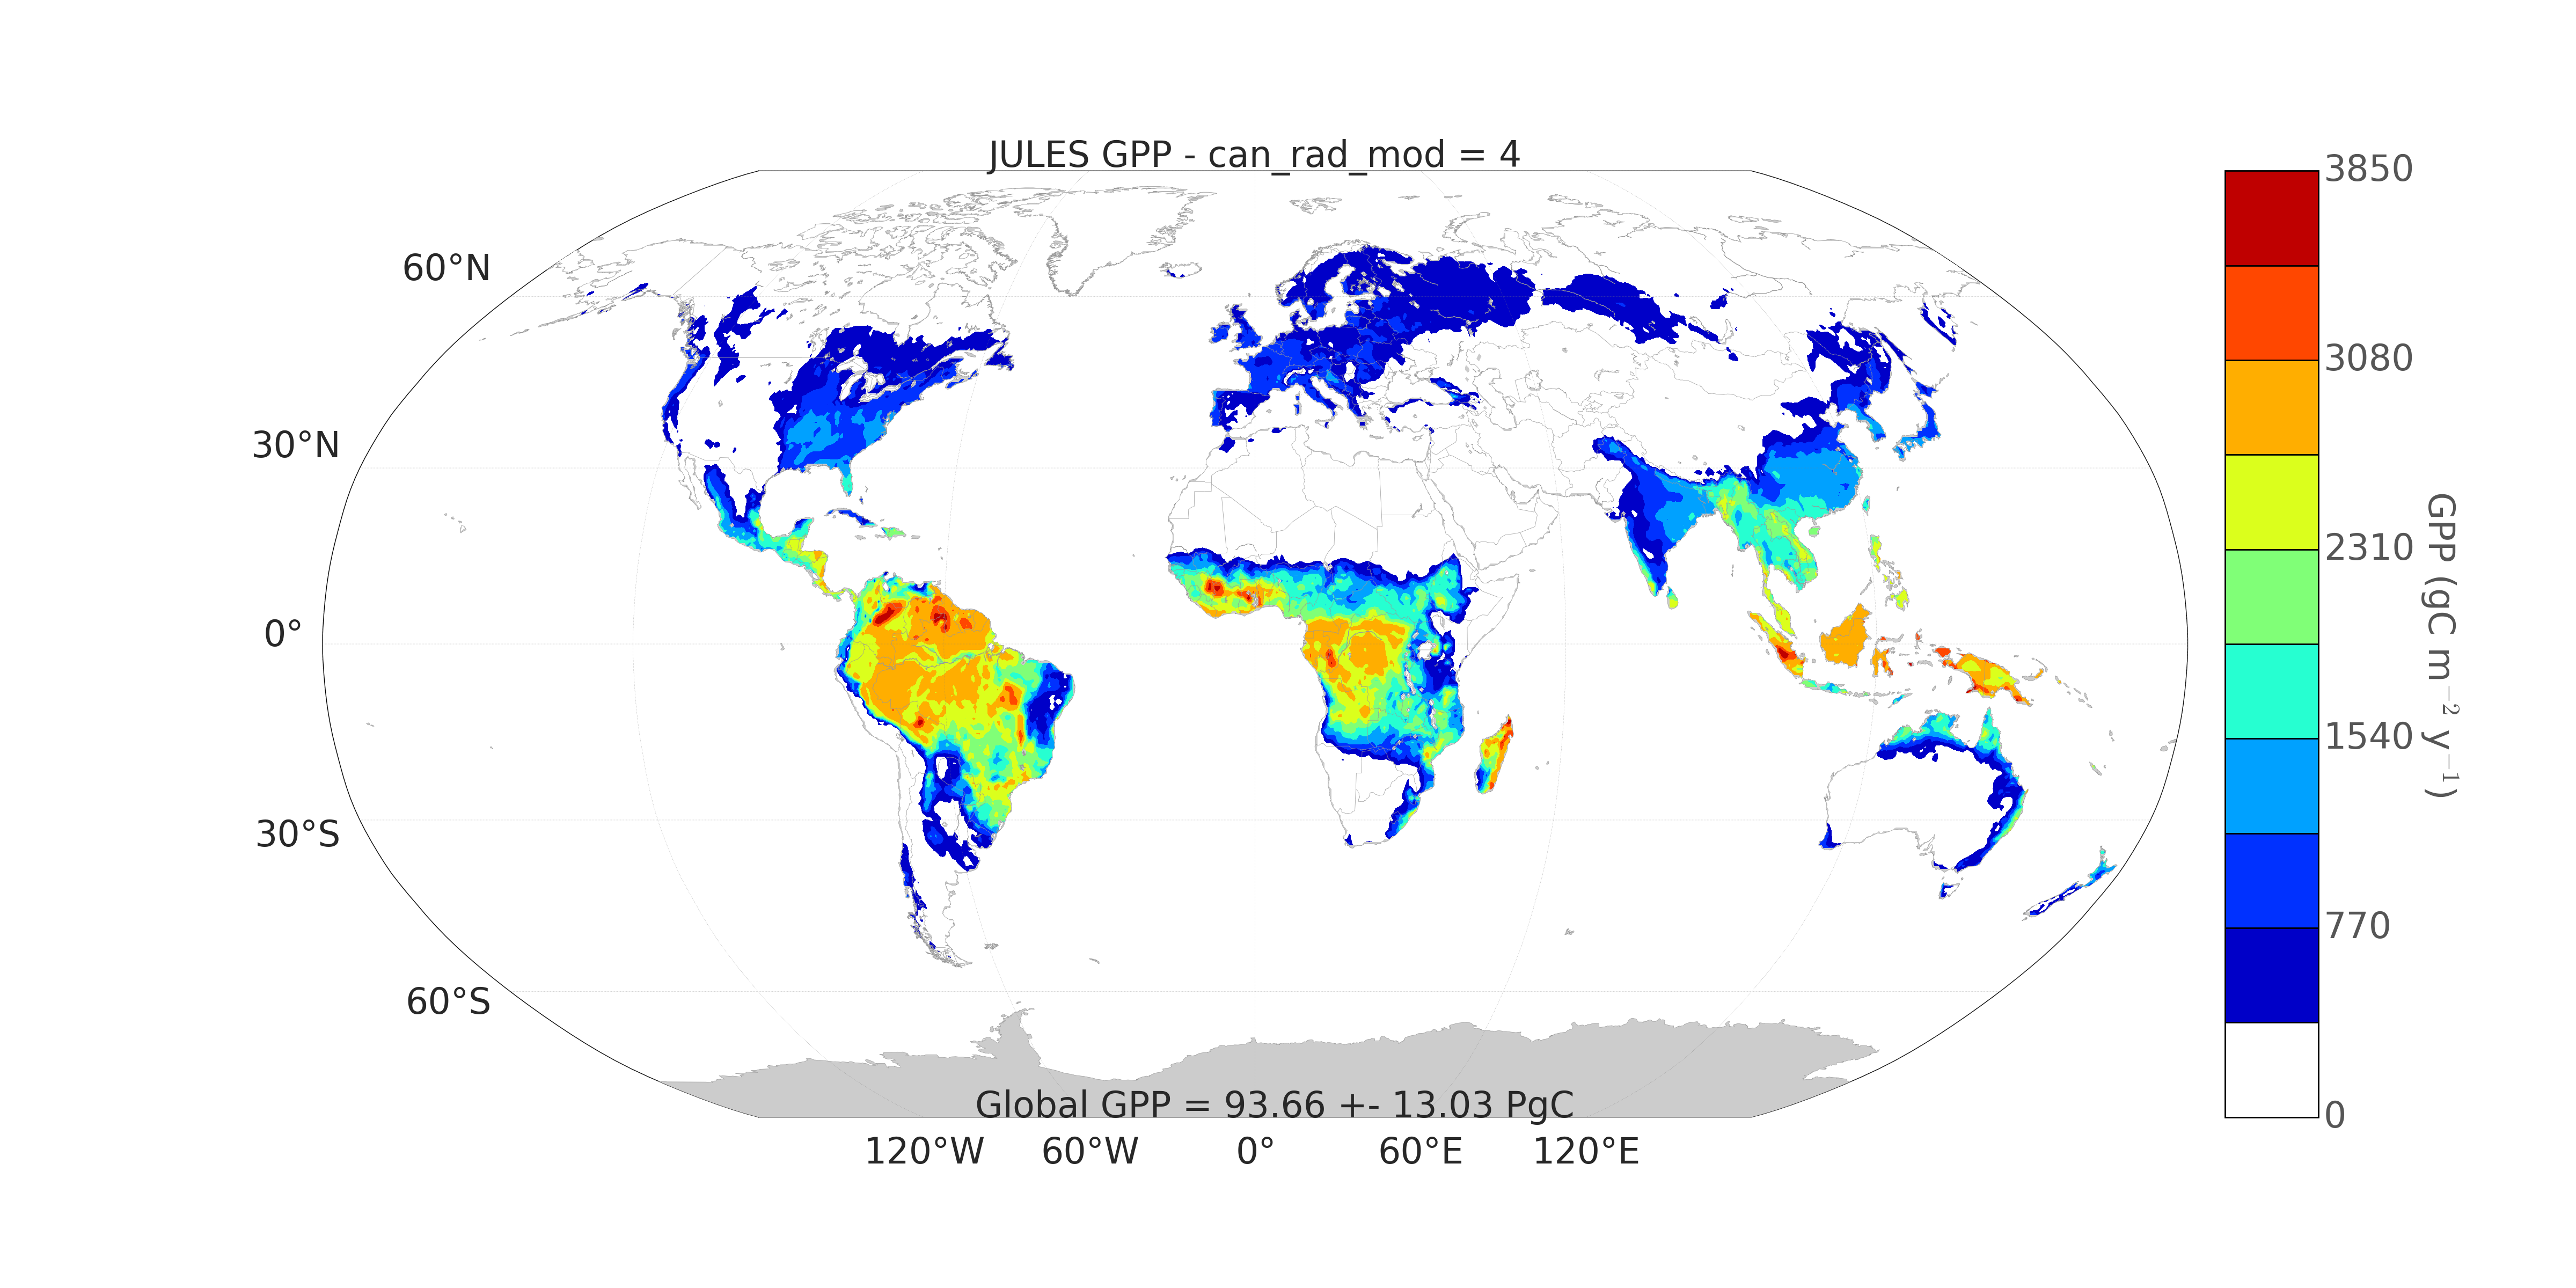 JULES GPP - can_rad_mod = 4
60°N
30°N
0°
30°S
60°S
Global GPP = 93.66 +- 13.03 PgC
120°W 60°W 0° 60°E 120°E
3850
3080
2310
1540
770
0
GPP (gC m⁻² y⁻¹)